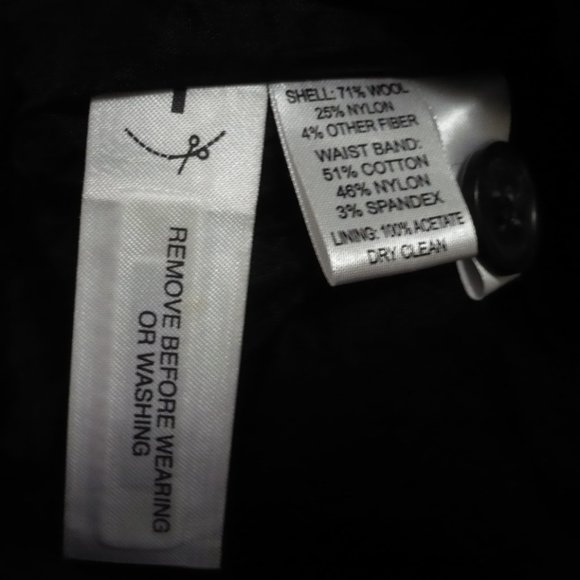 REMOVE BEFORE WEARING
OR WASHING
SHELL: 71% WOOL
25% NYLON
4% OTHER FIBER
WAIST BAND:
51% COTTON
46% NYLON
3% SPANDEX
LINING: 100% ACETATE
DRY CLEAN